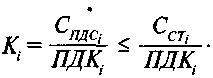 K_i = C_ПДС_i / ПДК_i ≤ C_СТ_i / ПДК_i